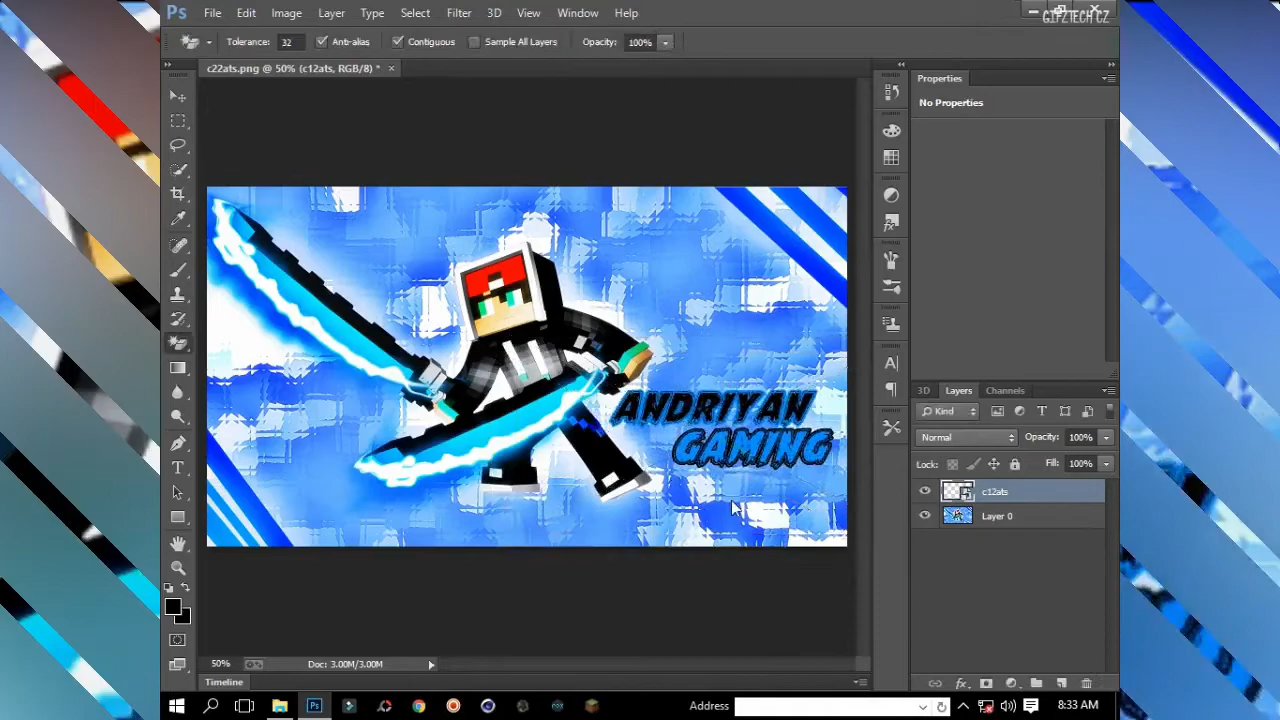 GIPZTECH CZ
Ps File Edit Image Layer Type Select Filter 3D View Window Help
Tolerance: 32 Anti-alias Contiguous Sample All Layers Opacity: 100%
c22ats.png @ 50% (c12ats, RGB/8) *
Properties
No Properties
ANDRIYAN
GAMING
3D Layers Channels
Kind
Normal Opacity: 100%
Lock: Fill: 100%
c12ats
Layer 0
50% Doc: 3.00M/3.00M
Timeline
Address 8:33 AM